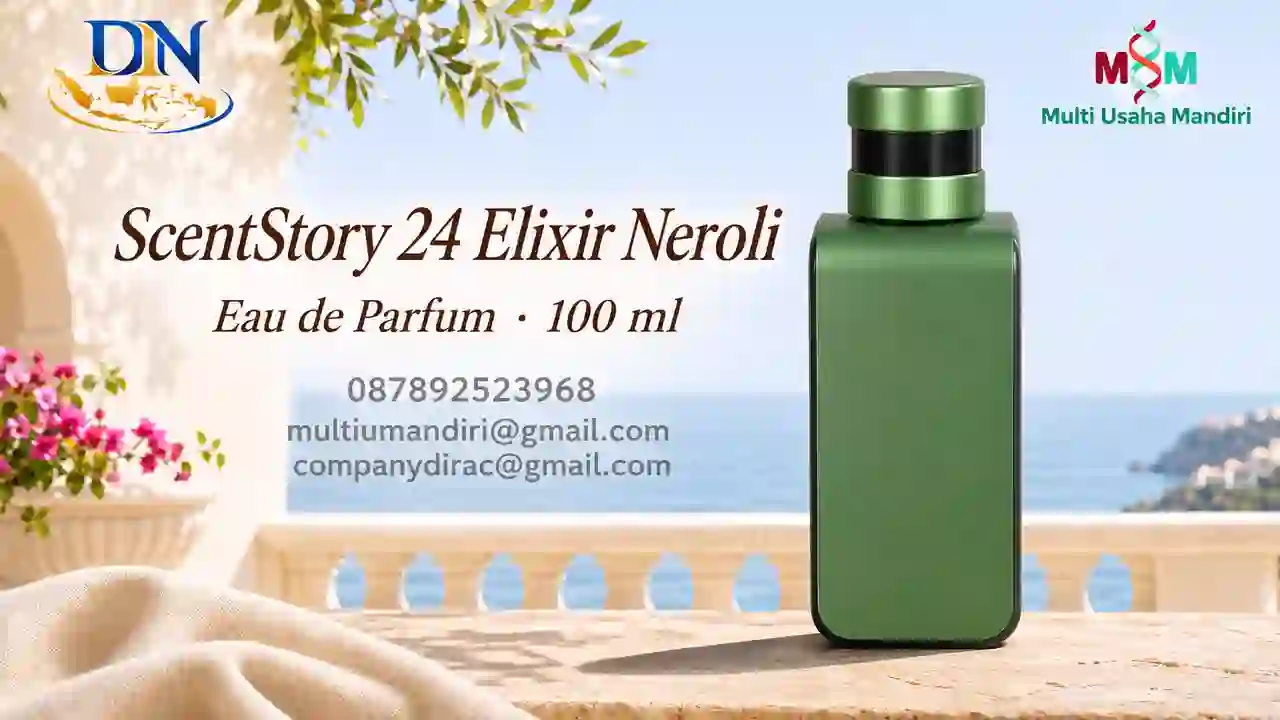 DN
MSM
Multi Usaha Mandiri
ScentStory 24 Elixir Neroli
Eau de Parfum · 100 ml
087892523968
multiumandiri@gmail.com
companydirac@gmail.com